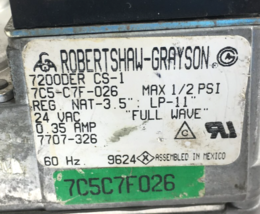 ROBERTSHAW-GRAYSON
7200DER CS-1
7C5-C7F-026 MAX 1/2 PSI
REG NAT-3.5": LP-11"
24 VAC "FULL WAVE"
0.35 AMP
7707-326
60 Hz. 9624 ASSEMBLED IN MEXICO
7C5C7F026